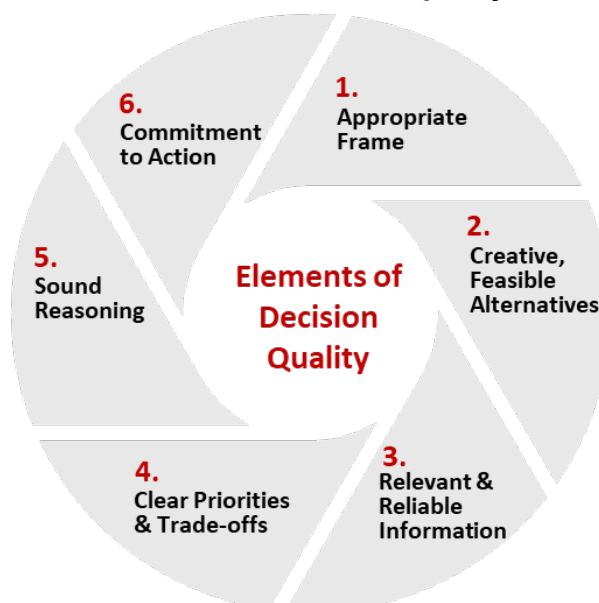 1.
Appropriate
Frame
2.
Creative,
Feasible
Alternatives
3.
Relevant &
Reliable
Information
4.
Clear Priorities
& Trade-offs
5.
Sound
Reasoning
6.
Commitment
to Action
Elements of
Decision
Quality